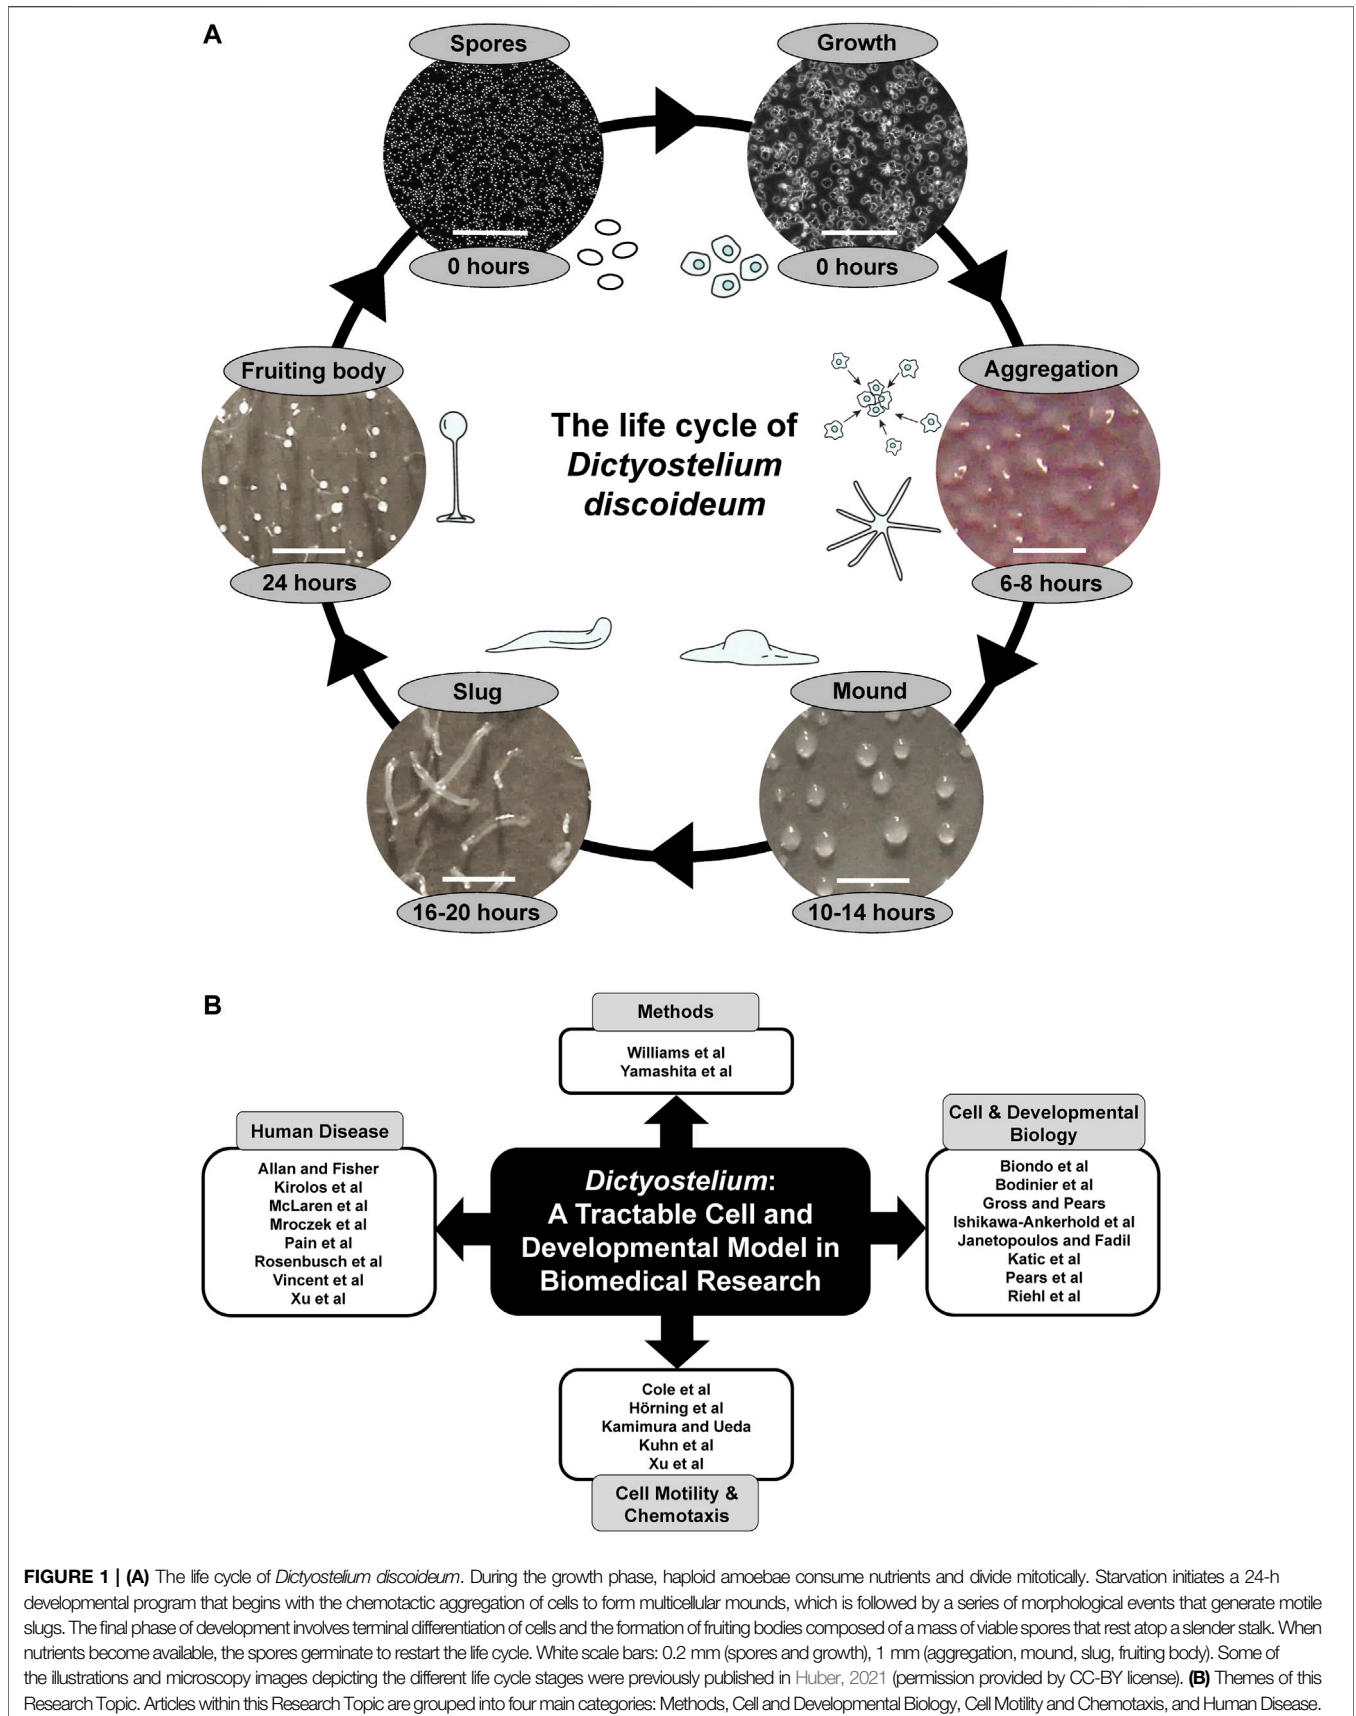 A
Spores
0 hours
Growth
0 hours
Aggregation
6-8 hours
Mound
10-14 hours
Slug
16-20 hours
Fruiting body
24 hours
The life cycle of
Dictyostelium
discoideum
B
Methods
Williams et al
Yamashita et al
Human Disease
Allan and Fisher
Kirolos et al
McLaren et al
Mroczek et al
Pain et al
Rosenbusch et al
Vincent et al
Xu et al
Dictyostelium:
A Tractable Cell and
Developmental Model in
Biomedical Research
Cell & Developmental
Biology
Biondo et al
Bodinier et al
Gross and Pears
Ishikawa-Ankerhold et al
Janetopoulos and Fadil
Katic et al
Pears et al
Riehl et al
Cole et al
Hörning et al
Kamimura and Ueda
Kuhn et al
Xu et al
Cell Motility &
Chemotaxis
FIGURE 1 | (A) The life cycle of Dictyostelium discoideum. During the growth phase, haploid amoebae consume nutrients and divide mitotically. Starvation initiates a 24-h
developmental program that begins with the chemotactic aggregation of cells to form multicellular mounds, which is followed by a series of morphological events that generate motile
slugs. The final phase of development involves terminal differentiation of cells and the formation of fruiting bodies composed of a mass of viable spores that rest atop a slender stalk. When
nutrients become available, the spores germinate to restart the life cycle. White scale bars: 0.2 mm (spores and growth), 1 mm (aggregation, mound, slug, fruiting body). Some of
the illustrations and microscopy images depicting the different life cycle stages were previously published in Huber, 2021 (permission provided by CC-BY license). (B) Themes of this
Research Topic. Articles within this Research Topic are grouped into four main categories: Methods, Cell and Developmental Biology, Cell Motility and Chemotaxis, and Human Disease.